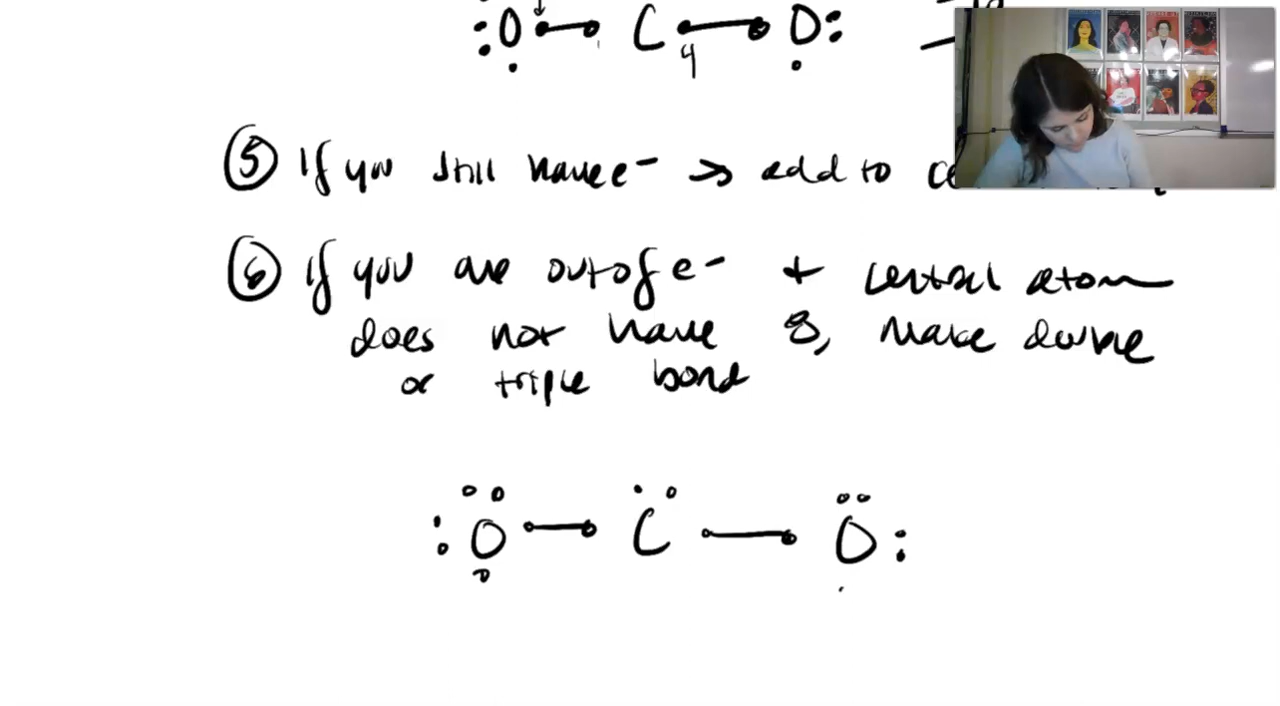 :O C O:
4
⑤ If you still have e- → add to ce
⑥ If you are out of e- + central atom
does not have 8, make double
or triple bond
:O C O: